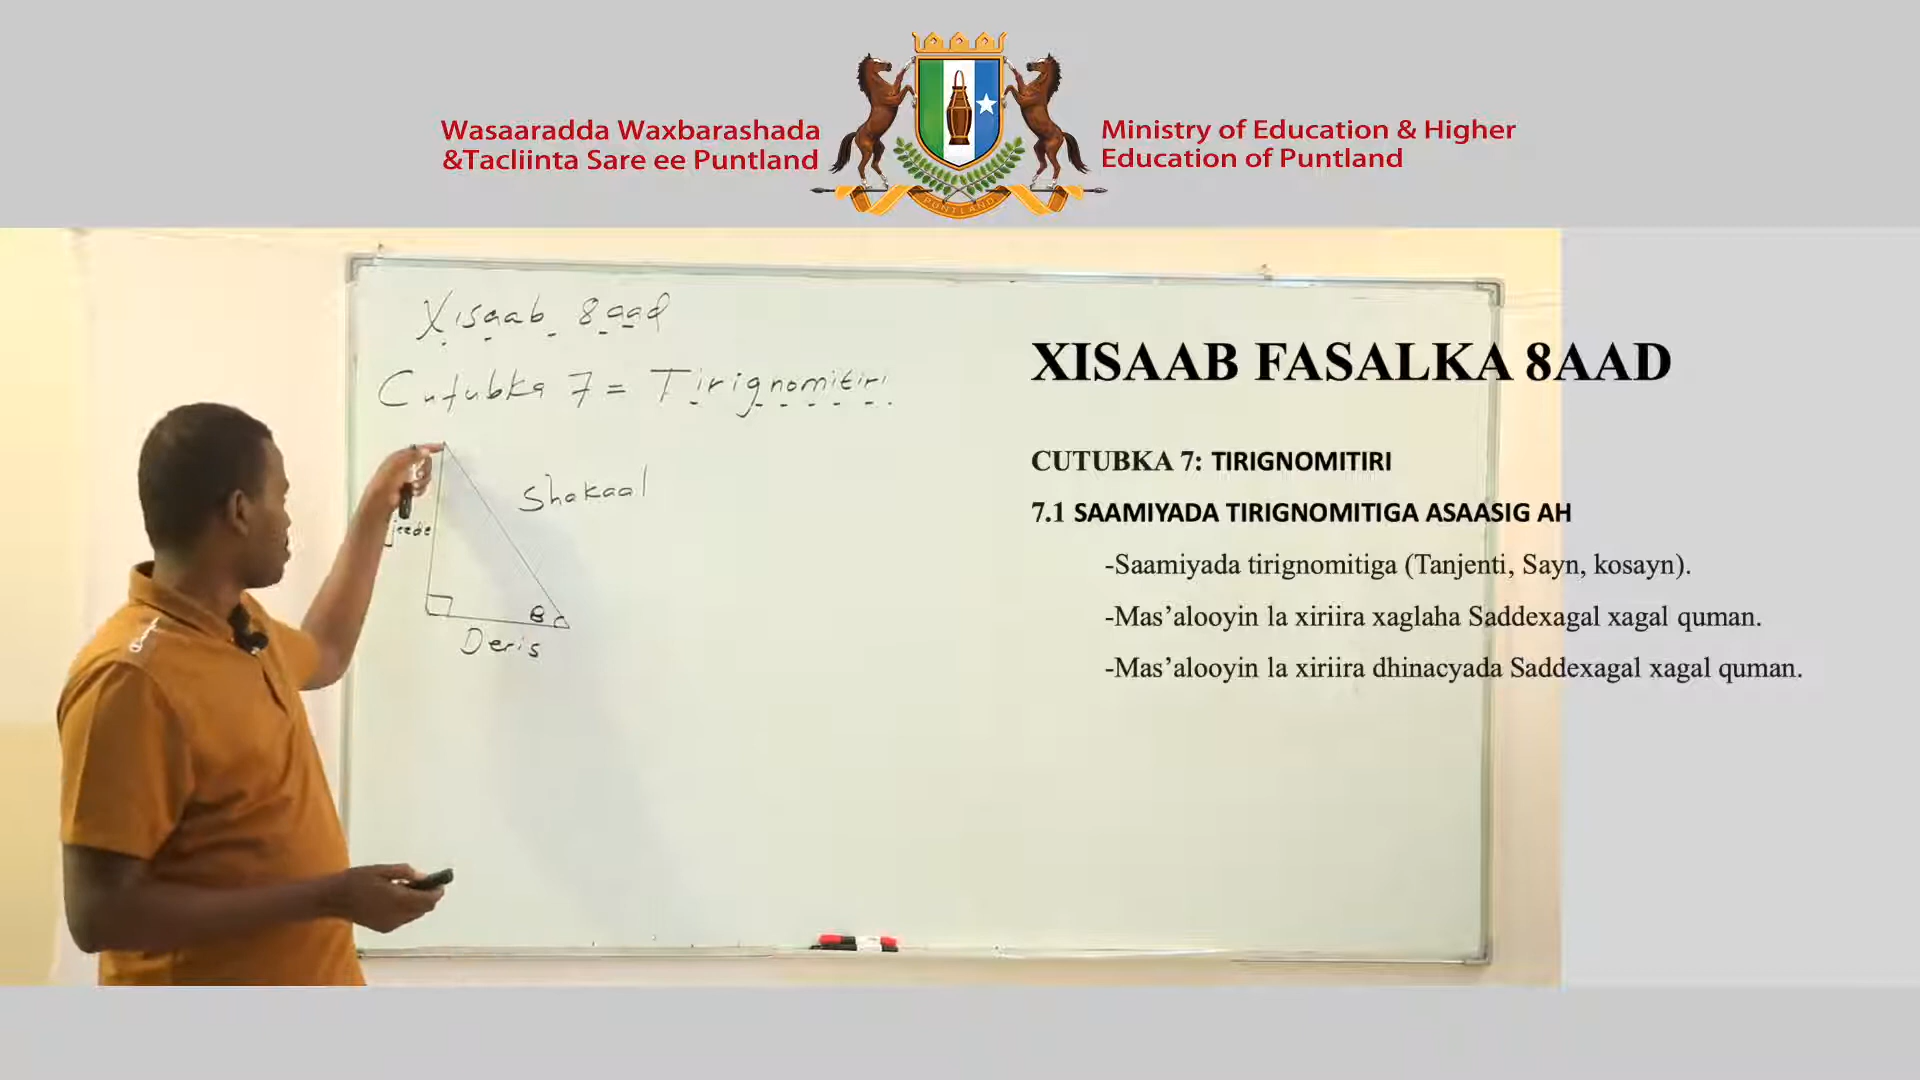 Wasaaradda Waxbarashada
&Tacliinta Sare ee Puntland
Ministry of Education & Higher
Education of Puntland
PUNTLAND
Xisaab 8aad
Cutubka 7 = Tirignomitiri
Shakaal
jeede
B
Deris
XISAAB FASALKA 8AAD
CUTUBKA 7: TIRIGNOMITIRI
7.1 SAAMIYADA TIRIGNOMITIGA ASAASIG AH
-Saamiyada tirignomitiga (Tanjenti, Sayn, kosayn).
-Mas’alooyin la xiriira xaglaha Saddexagal xagal quman.
-Mas’alooyin la xiriira dhinacyada Saddexagal xagal quman.